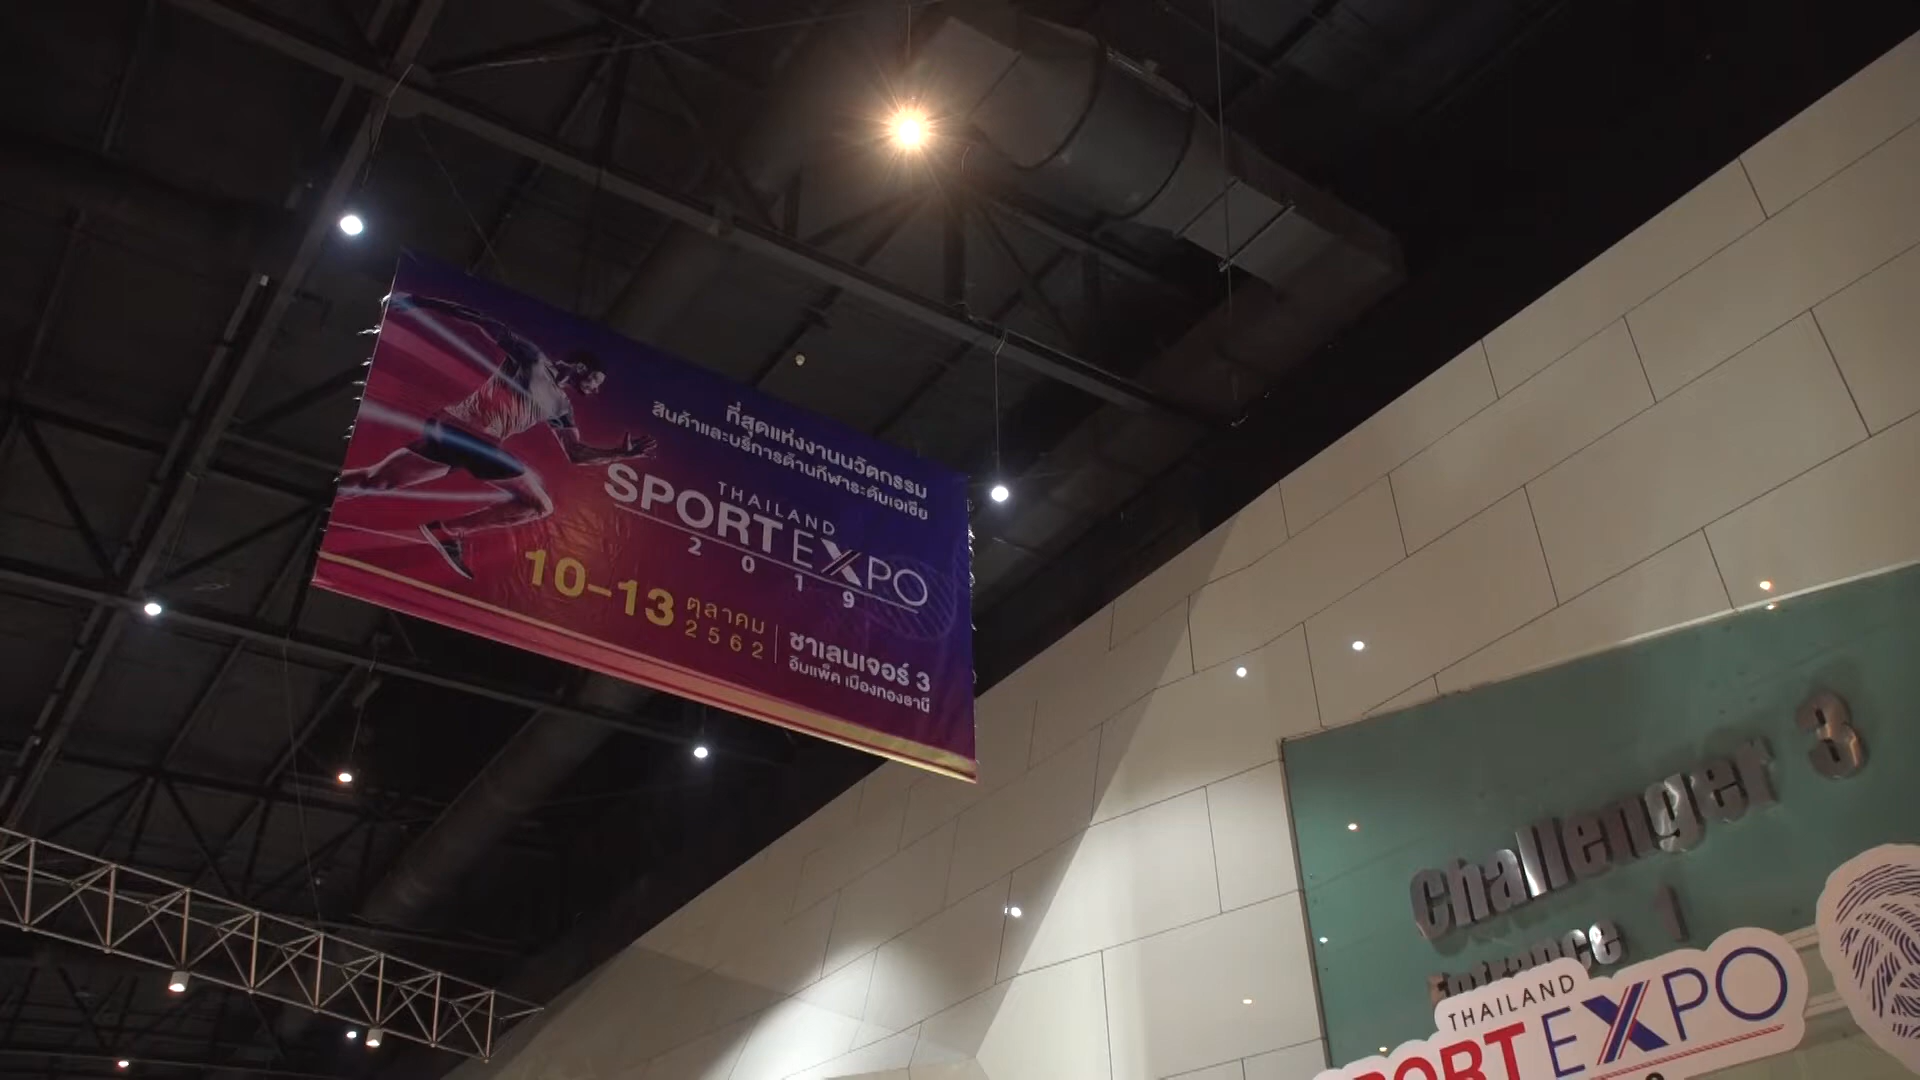 ที่สุดแห่งงานนวัตกรรม
สินค้าและบริการด้านกีฬาระดับเอเชีย
THAILAND
SPORT EXPO
2019
10-13 ตุลาคม 2562
ชาเลนเจอร์ 3
อิมแพ็ค เมืองทองธานี
Challenger 3
Entrance 1
THAILAND
PORT EXPO